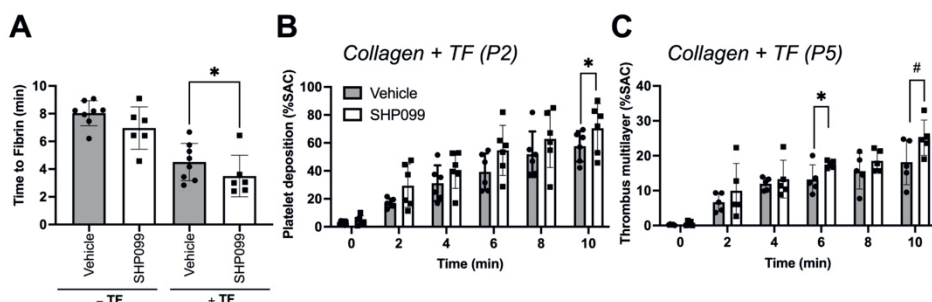 A
Time to Fibrin (min)
10
8
6
4
2
*
Vehicle
SHP099
Vehicle
SHP099
– TF
+ TF
B
Collagen + TF (P2)
Platelet deposition (%SAC)
100
80
60
40
20
0
Vehicle
SHP099
*
0 2 4 6 8 10
Time (min)
C
Collagen + TF (P5)
Thrombus multilayer (%SAC)
40
30
20
10
0
*
#
0 2 4 6 8 10
Time (min)